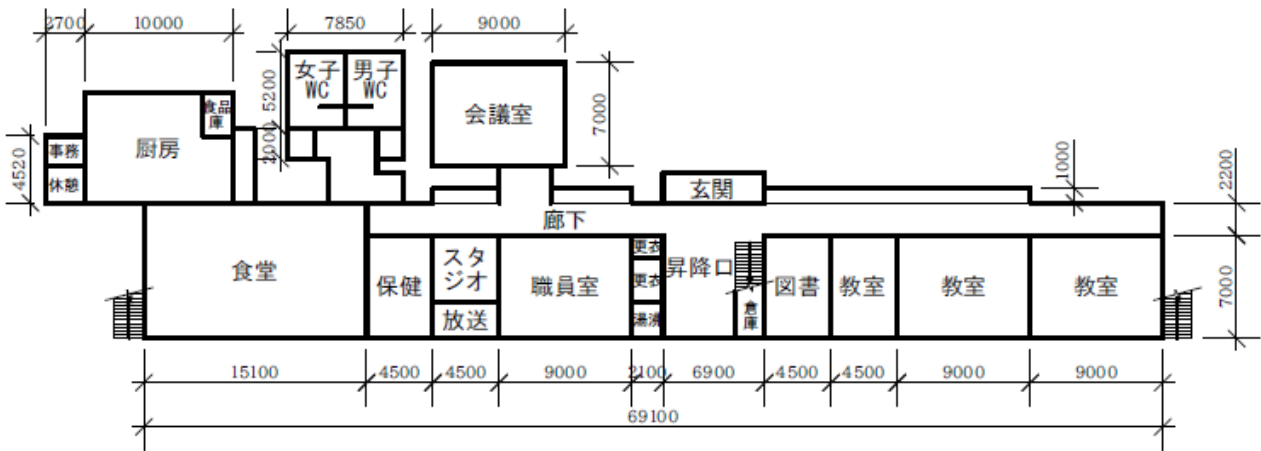 2700
10000
7850
9000
5200
2000
7000
4520
1000
2200
7000
女子
WC
男子
WC
会議室
食品
庫
厨房
事務
休憩
玄関
廊下
食堂
保健
スタ
ジオ
放送
職員室
更衣
更衣
湯沸
昇降口
倉
庫
図書
教室
教室
教室
15100
4500
4500
9000
2100
6900
4500
4500
9000
9000
69100